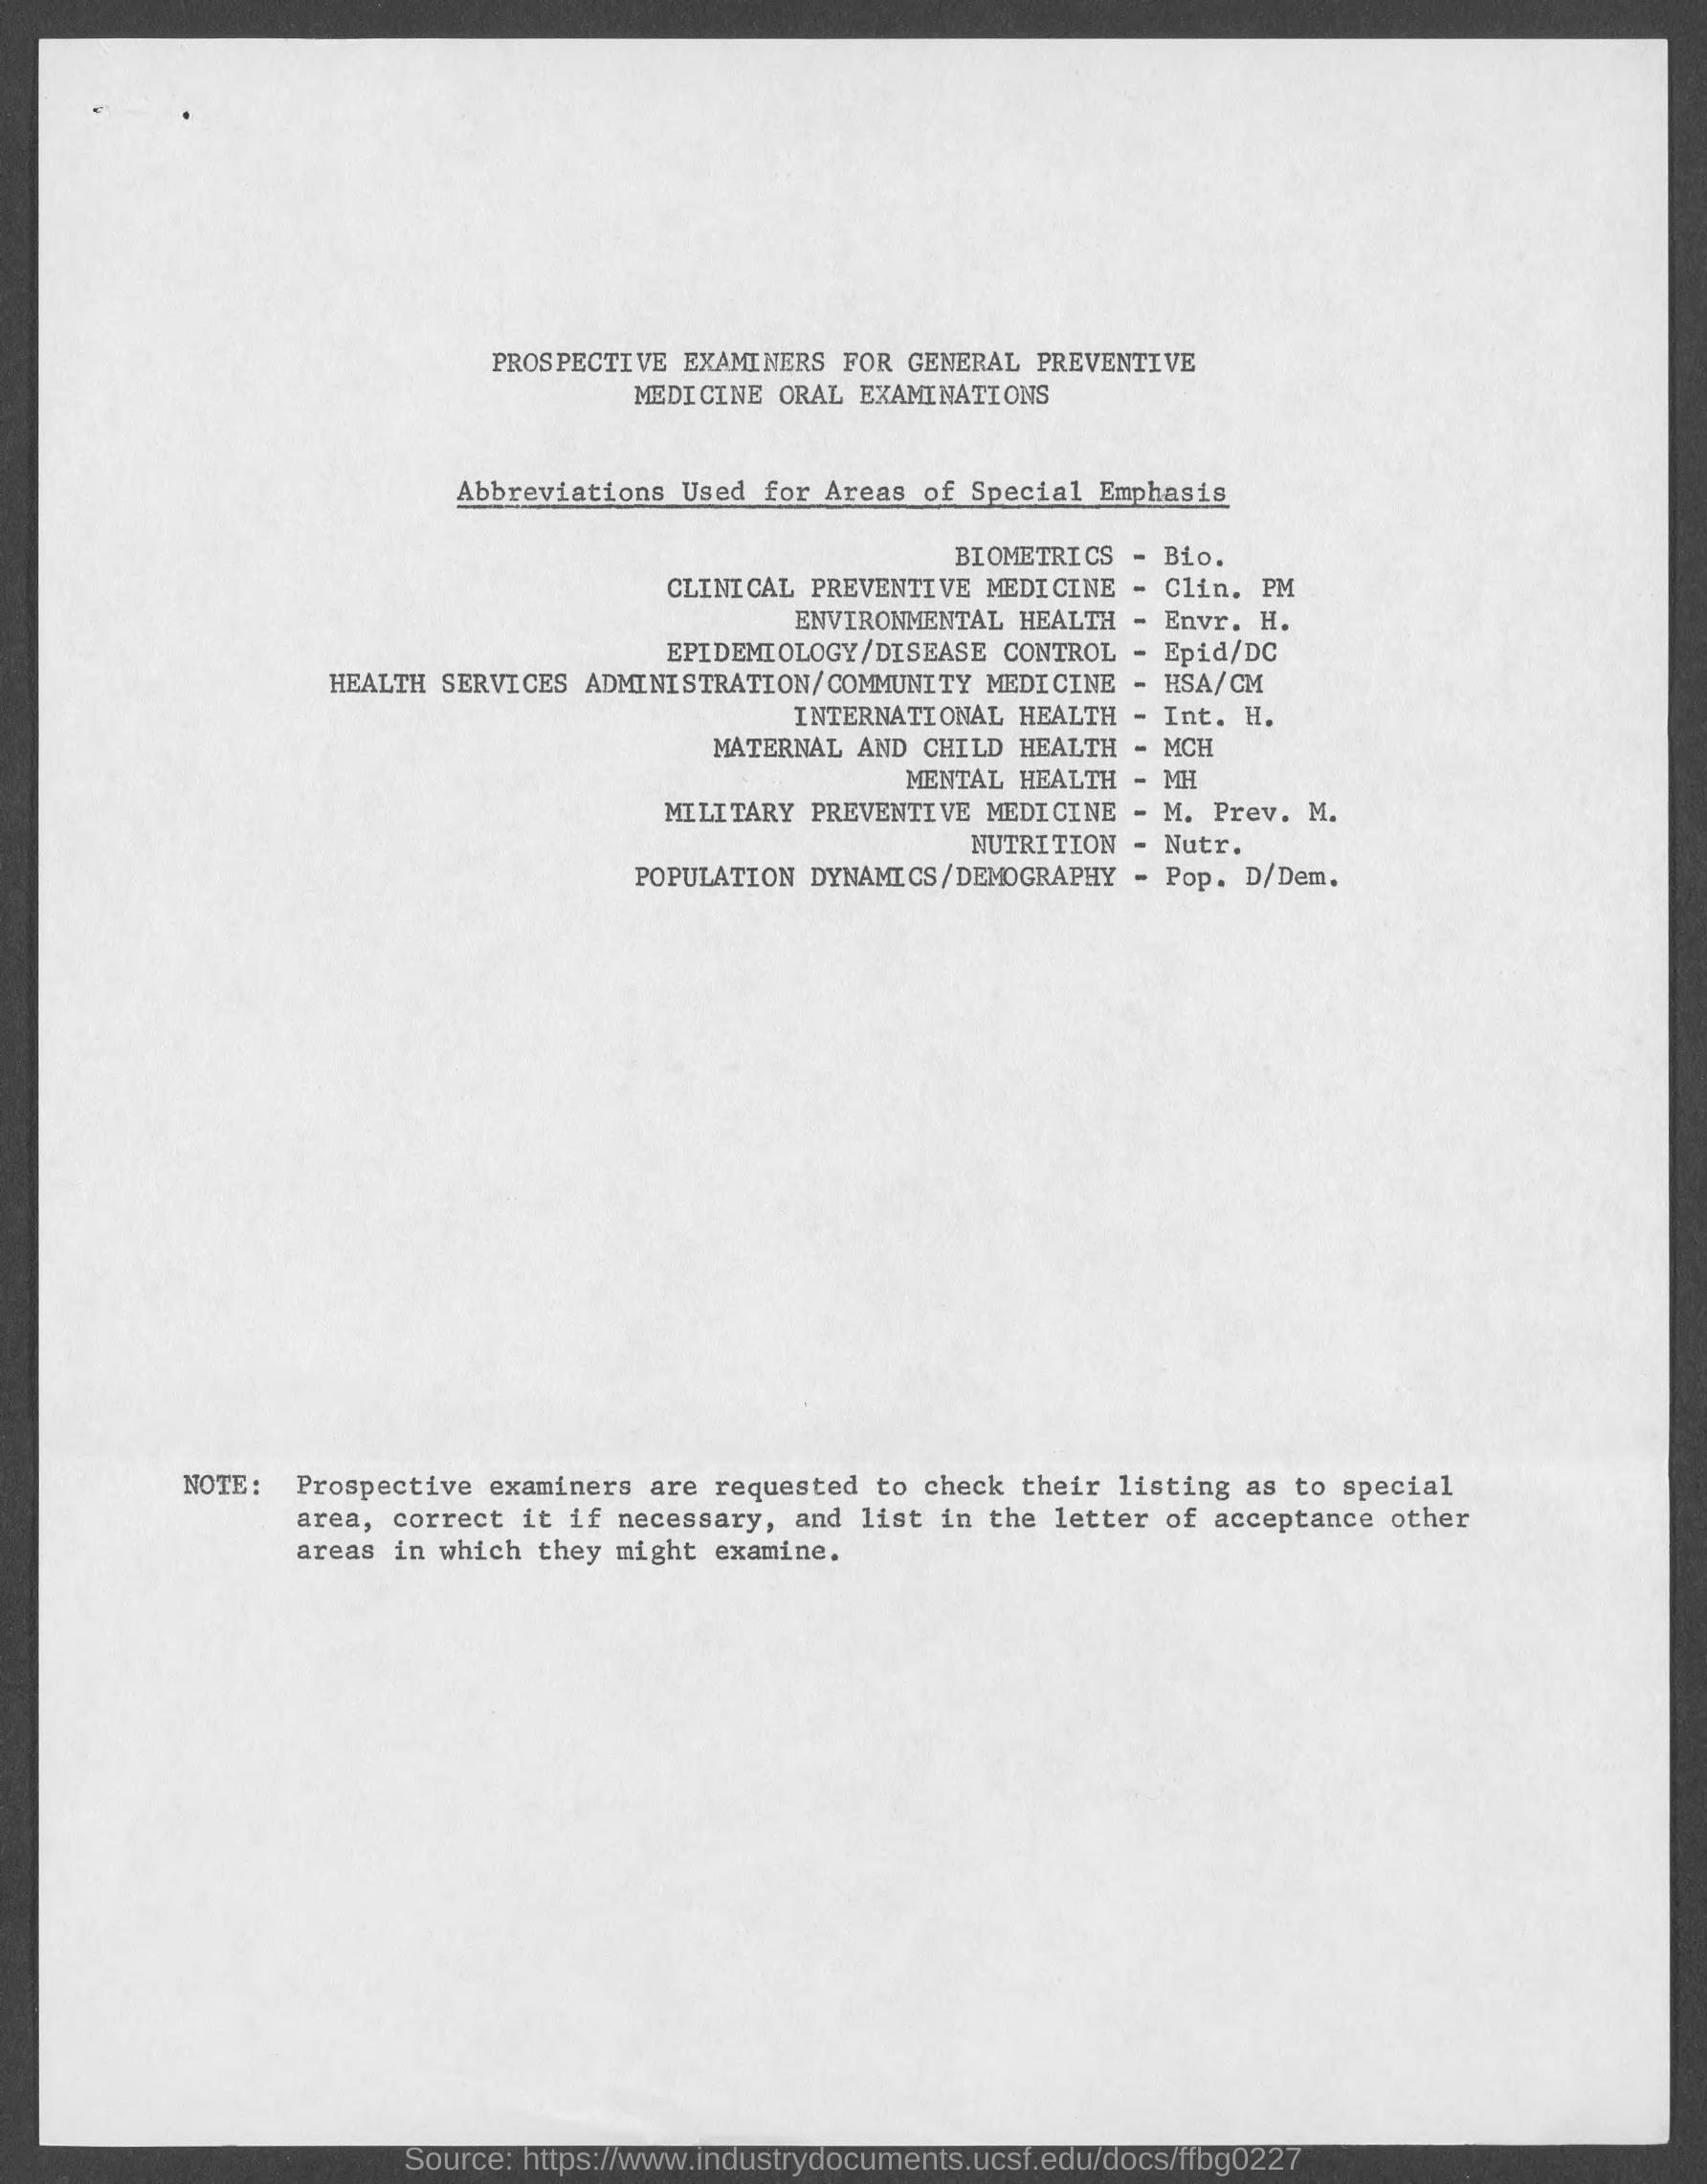 PROSPECTIVE EXAMINERS FOR GENERAL PREVENTIVE
MEDICINE ORAL EXAMINATIONS
Abbreviations Used for Areas of Special Emphasis
BIOMETRICS - Bio.
CLINICAL PREVENTIVE MEDICINE - Clin. PM
ENVIRONMENTAL HEALTH - Envr. H.
EPIDEMIOLOGY/DISEASE CONTROL - Epid/DC
HEALTH SERVICES ADMINISTRATION/COMMUNITY MEDICINE - HSA/CM
INTERNATIONAL HEALTH - Int. H.
MATERNAL AND CHILD HEALTH - MCH
MENTAL HEALTH - MH
MILITARY PREVENTIVE MEDICINE - M. Prev. M.
NUTRITION - Nutr.
POPULATION DYNAMICS/DEMOGRAPHY - Pop. D/Dem.
NOTE: Prospective examiners are requested to check their listing as to special
area, correct it if necessary, and list in the letter of acceptance other
areas in which they might examine.
Source: https://www.industrydocuments.ucsf.edu/docs/ffbg0227